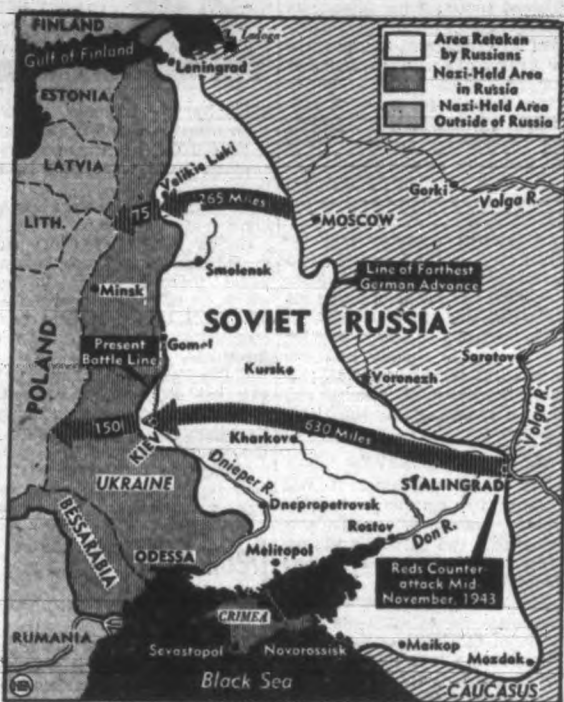 FINLAND
Gulf of Finland
Ladoga
Leningrad
Area Retaken
by Russians
Nazi-Held Area
in Russia
Nazi-Held Area
Outside of Russia
ESTONIA
LATVIA
LITH.
Velikie Luki
75
265 Miles
MOSCOW
Gorki
Volga R.
Smolensk
Line of Farthest
German Advance
Minsk
SOVIET RUSSIA
Present
Battle Line
Gomel
POLAND
Kursk
Voronezh
Saratov
Volga R.
150
KIEV
630 Miles
Kharkov
STALINGRAD
UKRAINE
Dnieper R.
Dnepropetrovsk
Rostov
Don R.
BESSARABIA
ODESSA
Melitopol
Reds Counter-
attack Mid-
November, 1943
CRIMEA
RUMANIA
Sevastopol
Novorossisk
Maikop
Mozdok
Black Sea
CAUCASUS